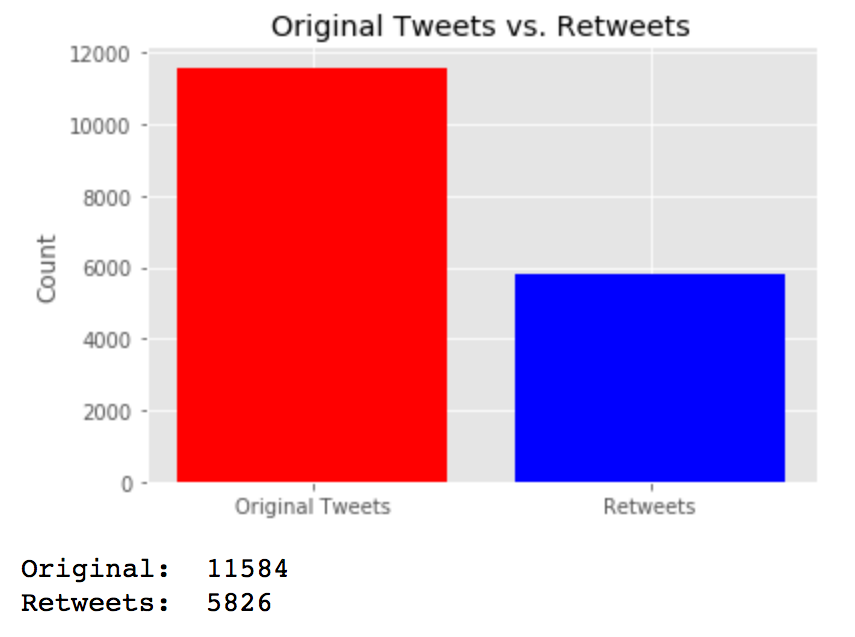 Original Tweets vs. Retweets
12000
10000
8000
6000
4000
2000
0
Count
Original Tweets
Retweets
Original: 11584
Retweets: 5826